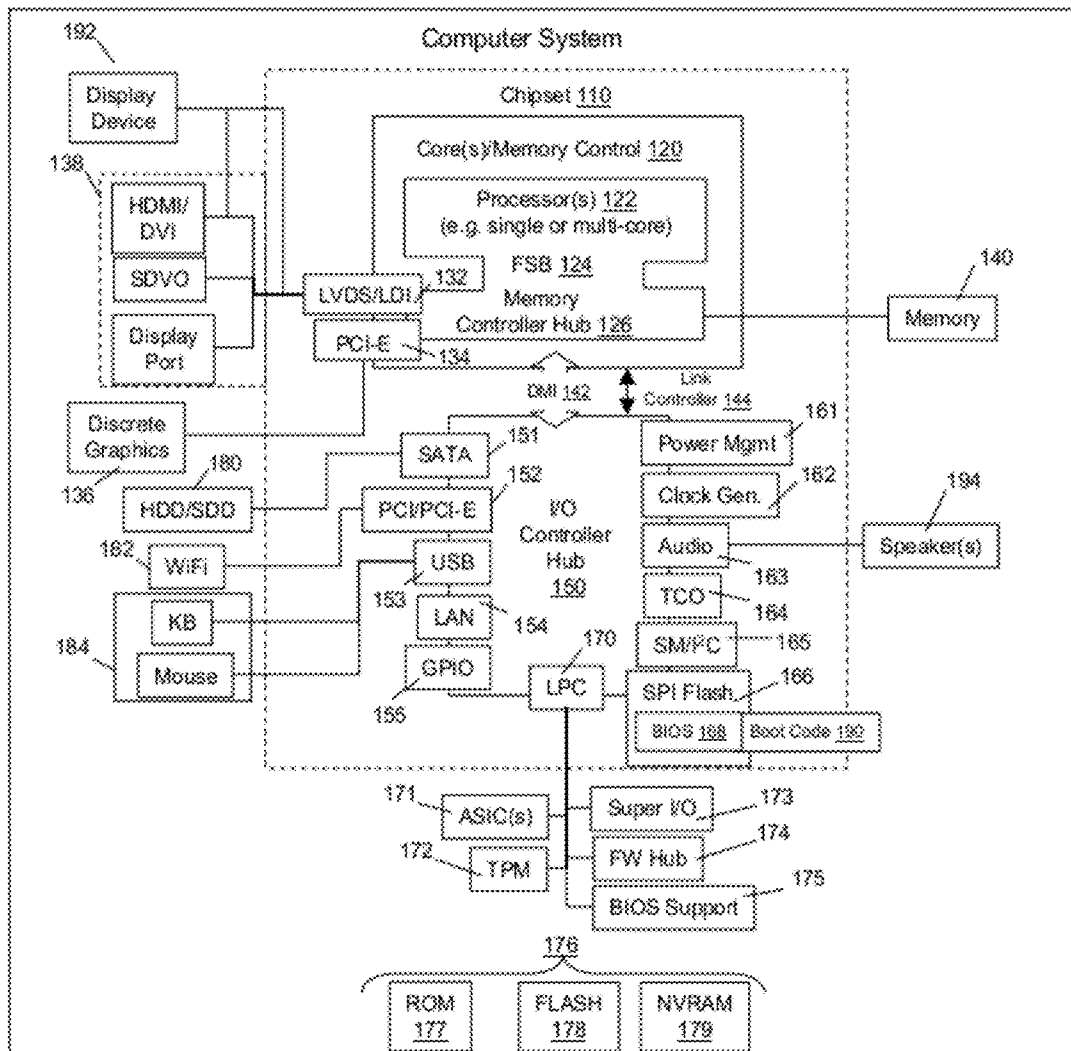 Computer System
192
Display
Device
Chipset 110
Core(s)/Memory Control 120
138
HDMI/
DVI
SDVO
Display
Port
Processor(s) 122
(e.g. single or multi-core)
FSB 124
LVDS/LDI
132
Memory
Controller Hub 126
PCI-E
134
140
Memory
DMI 142
Link
Controller 144
Discrete
Graphics
136
151
SATA
161
Power Mgmt
180
HDD/SDD
152
PCI/PCI-E
Clock Gen.
162
I/O
Controller
Hub
150
194
182
WiFi
USB
153
Audio
163
Speaker(s)
TCO
164
184
KB
Mouse
LAN
154
SM/I²C
165
GPIO
155
170
LPC
SPI Flash
166
BIOS 168
Boot Code 190
171
ASIC(s)
Super I/O
173
172
TPM
FW Hub
174
BIOS Support
175
176
ROM
177
FLASH
178
NVRAM
179